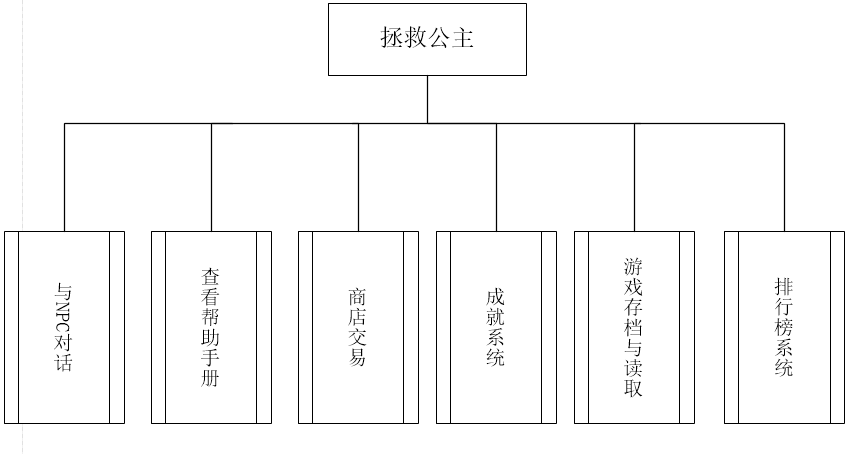 拯救公主
与NPC对话
查看帮助手册
商店交易
成就系统
游戏存档与读取
排行榜系统